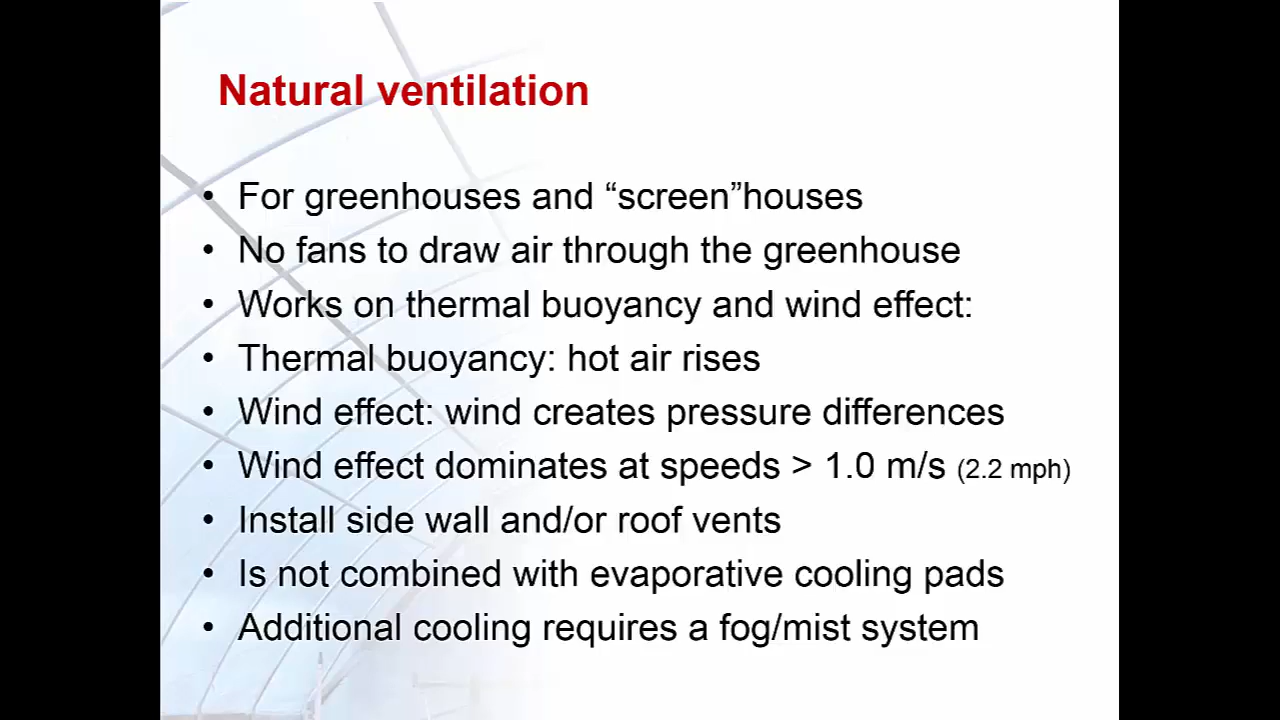 Natural ventilation
• For greenhouses and “screen”houses
• No fans to draw air through the greenhouse
• Works on thermal buoyancy and wind effect:
• Thermal buoyancy: hot air rises
• Wind effect: wind creates pressure differences
• Wind effect dominates at speeds > 1.0 m/s (2.2 mph)
• Install side wall and/or roof vents
• Is not combined with evaporative cooling pads
• Additional cooling requires a fog/mist system